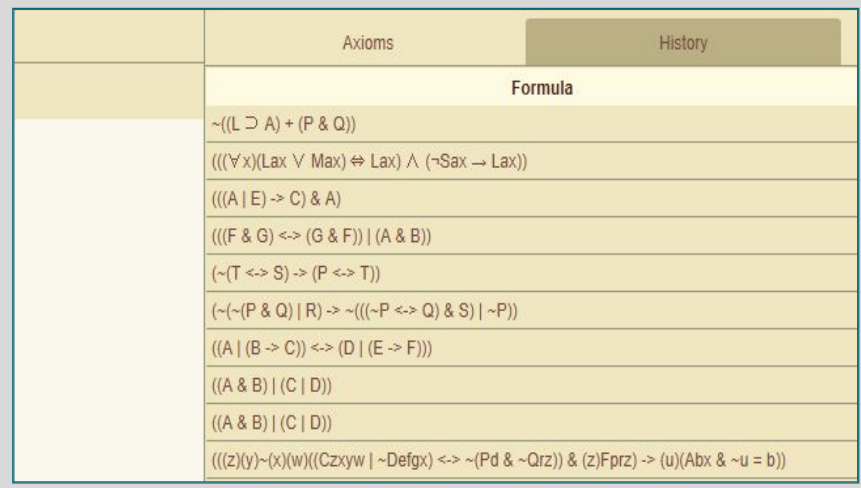 Axioms History
Formula
~((L ⊃ A) + (P & Q))
(((∀x)(Lax ∨ Max) ⇔ Lax) ∧ (¬Sax → Lax))
(((A | E) -> C) & A)
(((F & G) <-> (G & F)) | (A & B))
(~(T <-> S) -> (P <-> T))
(~(~(P & Q) | R) -> ~(((~P <-> Q) & S) | ~P))
((A | (B -> C)) <-> (D | (E -> F)))
((A & B) | (C | D))
((A & B) | (C | D))
(((z)(y)~(x)(w)((Czxyw | ~Defgx) <-> ~(Pd & ~Qrz)) & (z)Fprz) -> (u)(Abx & ~u = b))